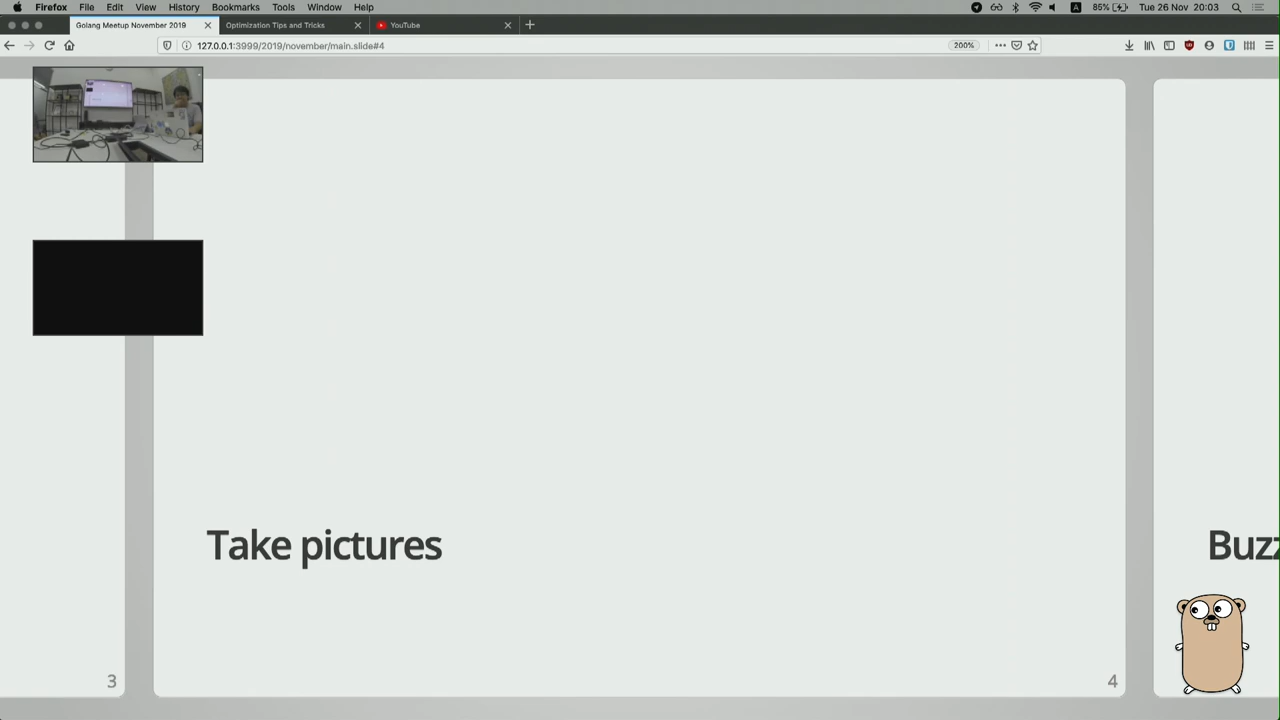 Firefox File Edit View History Bookmarks Tools Window Help A 85% Tue 26 Nov 20:03
Golang Meetup November 2019 Optimization Tips and Tricks YouTube
127.0.0.1:3999/2019/november/main.slide#4 200%
Take pictures
Buzz
3
4